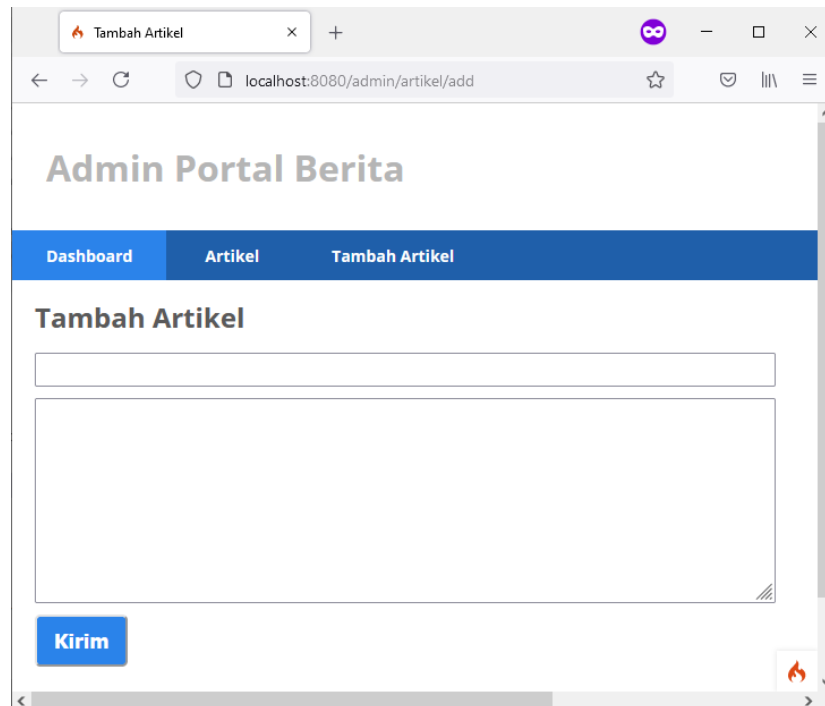 Tambah Artikel
localhost:8080/admin/artikel/add
Admin Portal Berita
Dashboard Artikel Tambah Artikel
Tambah Artikel
Kirim